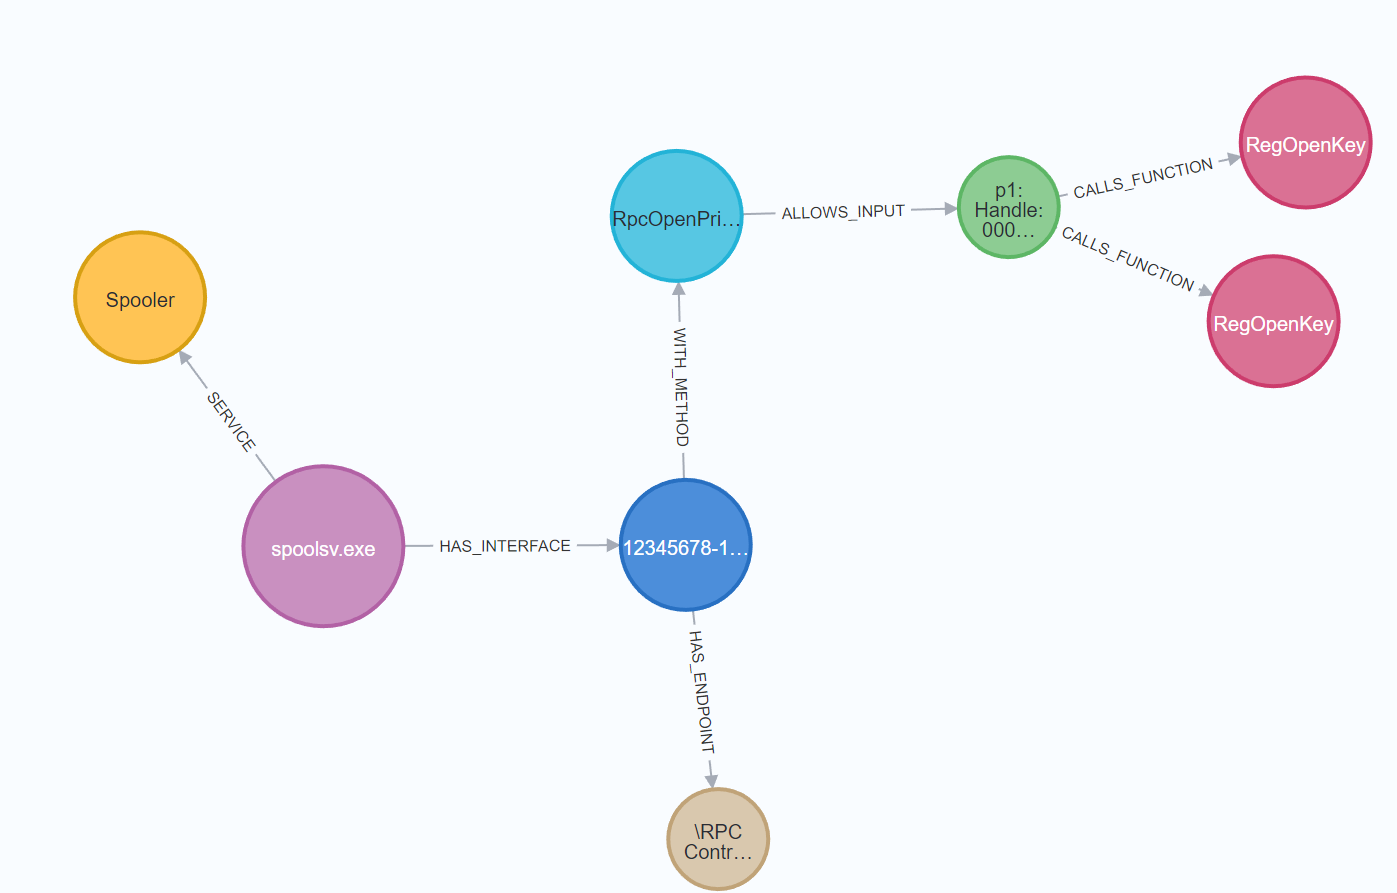 RegOpenKey
CALLS_FUNCTION
p1:
Handle:
000…
ALLOWS_INPUT
RpcOpenPri…
CALLS_FUNCTION
RegOpenKey
Spooler
WITH_METHOD
SERVICE
spoolsv.exe
HAS_INTERFACE
12345678-1…
HAS_ENDPOINT
\RPC
Contr…